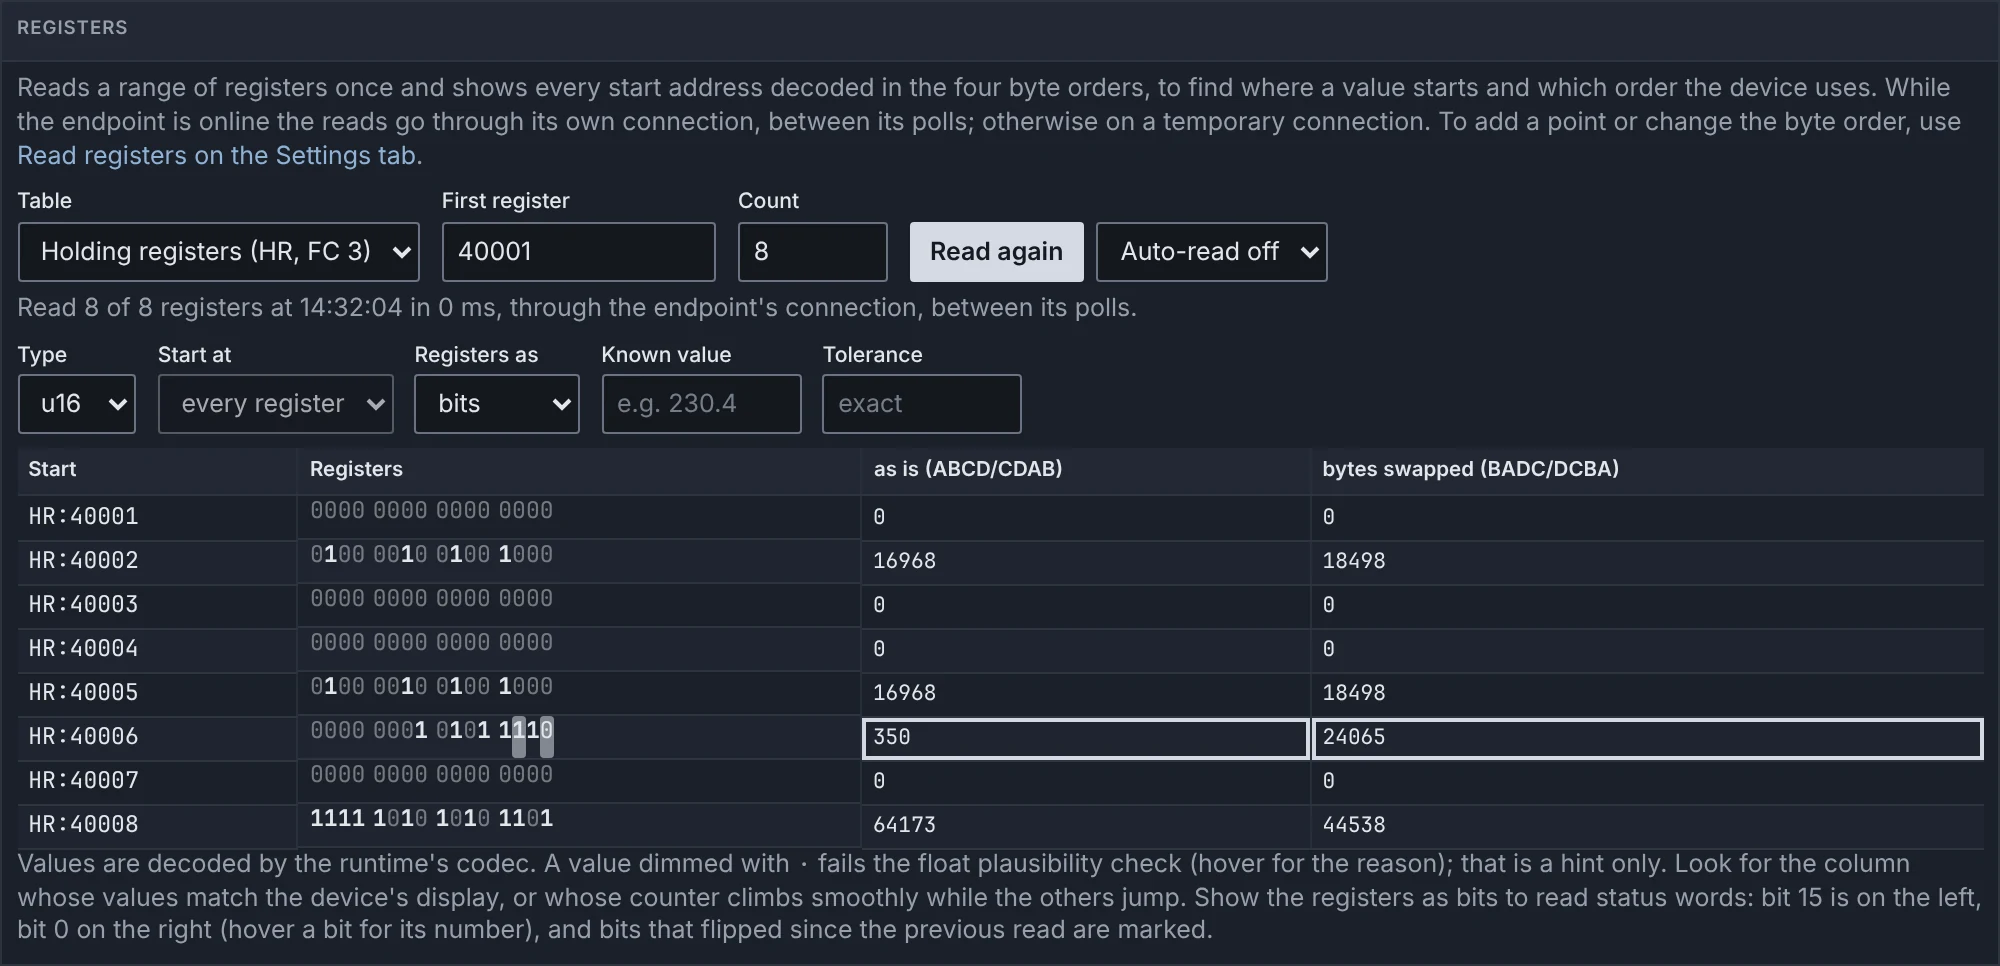 REGISTERS
Reads a range of registers once and shows every start address decoded in the four byte orders, to find where a value starts and which order the device uses. While
the endpoint is online the reads go through its own connection, between its polls; otherwise on a temporary connection. To add a point or change the byte order, use
Read registers on the Settings tab.
Table First register Count
Holding registers (HR, FC 3) 40001 8 Read again Auto-read off
Read 8 of 8 registers at 14:32:04 in 0 ms, through the endpoint's connection, between its polls.
Type Start at Registers as Known value Tolerance
u16 every register bits e.g. 230.4 exact
Start Registers as is (ABCD/CDAB) bytes swapped (BADC/DCBA)
HR:40001 0000 0000 0000 0000 0 0
HR:40002 0100 0010 0100 1000 16968 18498
HR:40003 0000 0000 0000 0000 0 0
HR:40004 0000 0000 0000 0000 0 0
HR:40005 0100 0010 0100 1000 16968 18498
HR:40006 0000 0001 0101 1110 350 24065
HR:40007 0000 0000 0000 0000 0 0
HR:40008 1111 1010 1010 1101 64173 44538
Values are decoded by the runtime's codec. A value dimmed with · fails the float plausibility check (hover for the reason); that is a hint only. Look for the column
whose values match the device's display, or whose counter climbs smoothly while the others jump. Show the registers as bits to read status words: bit 15 is on the left,
bit 0 on the right (hover a bit for its number), and bits that flipped since the previous read are marked.